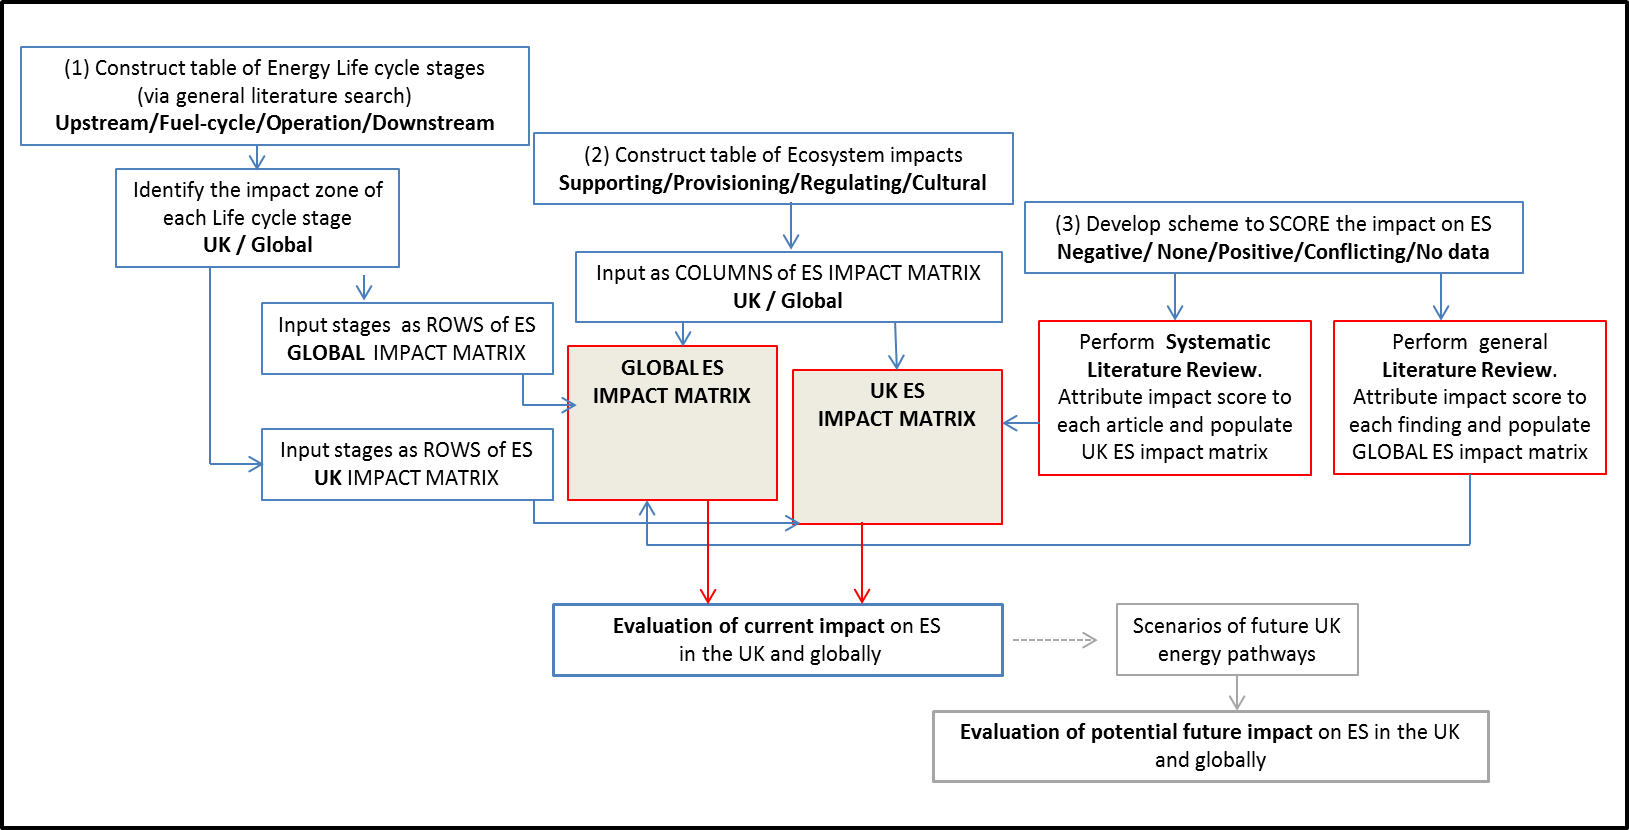 (1) Construct table of Energy Life cycle stages
(via general literature search)
Upstream/Fuel-cycle/Operation/Downstream
Identify the impact zone of
each Life cycle stage
UK / Global
Input stages as ROWS of ES
GLOBAL IMPACT MATRIX
Input stages as ROWS of ES
UK IMPACT MATRIX
(2) Construct table of Ecosystem impacts
Supporting/Provisioning/Regulating/Cultural
Input as COLUMNS of ES IMPACT MATRIX
UK / Global
GLOBAL ES
IMPACT MATRIX
UK ES
IMPACT MATRIX
(3) Develop scheme to SCORE the impact on ES
Negative/ None/Positive/Conflicting/No data
Perform Systematic
Literature Review.
Attribute impact score to
each article and populate
UK ES impact matrix
Perform general
Literature Review.
Attribute impact score to
each finding and populate
GLOBAL ES impact matrix
Evaluation of current impact on ES
in the UK and globally
Scenarios of future UK
energy pathways
Evaluation of potential future impact on ES in the UK
and globally